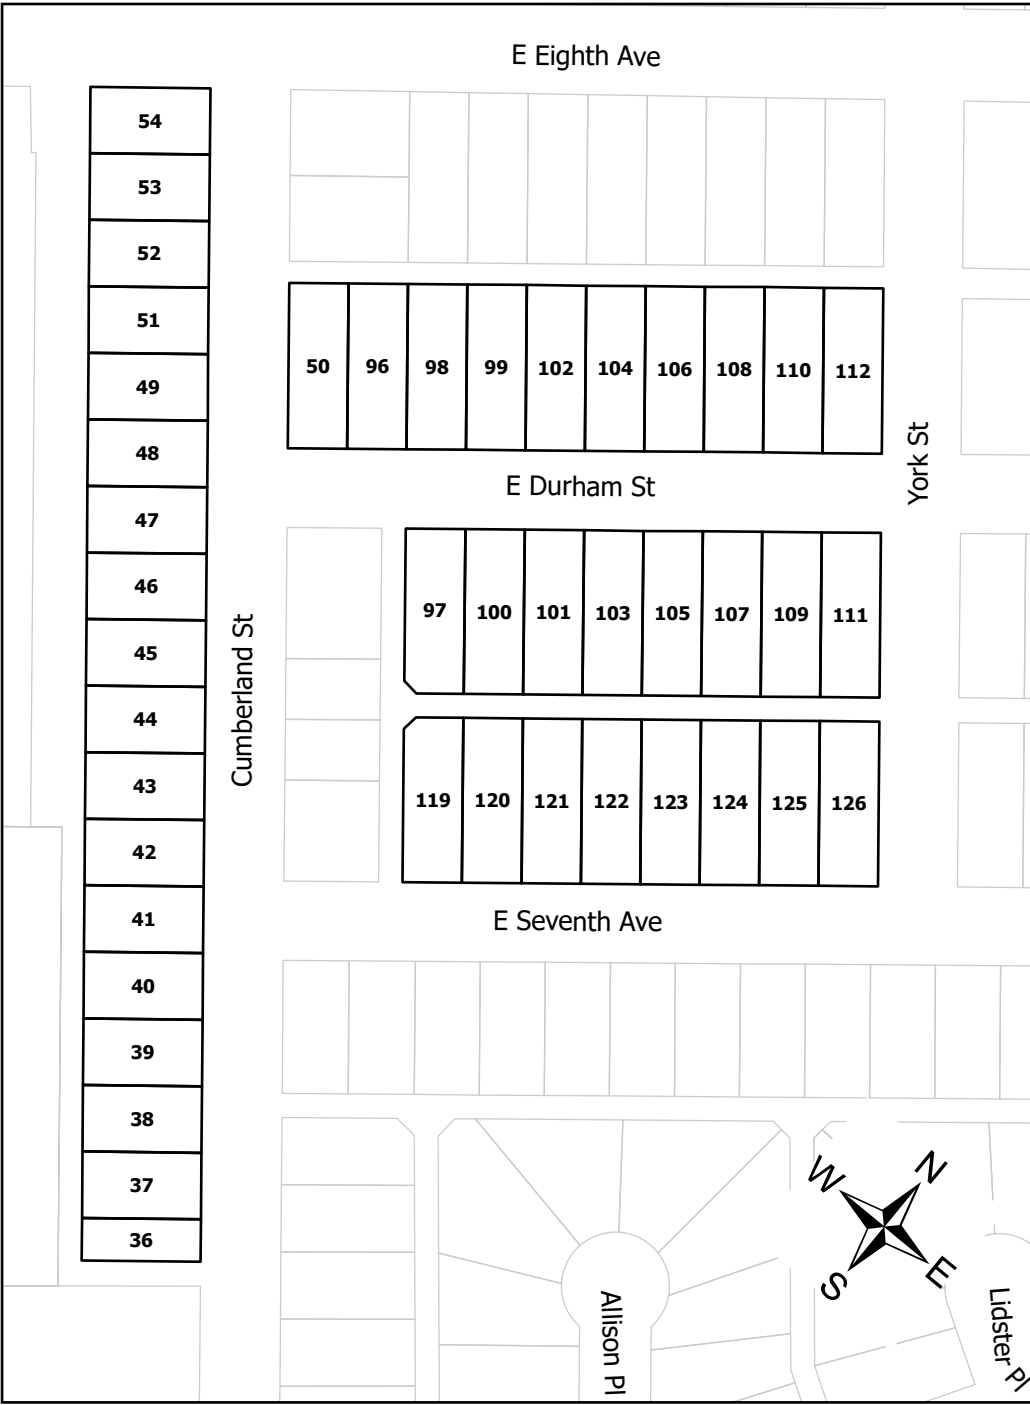 E Eighth Ave
54
53
52
51
49
48
47
46
45
44
43
42
41
40
39
38
37
36
Cumberland St
50 96 98 99 102 104 106 108 110 112
York St
E Durham St
97 100 101 103 105 107 109 111
119 120 121 122 123 124 125 126
E Seventh Ave
W N
S E
Allison Pl
Lidster Pl